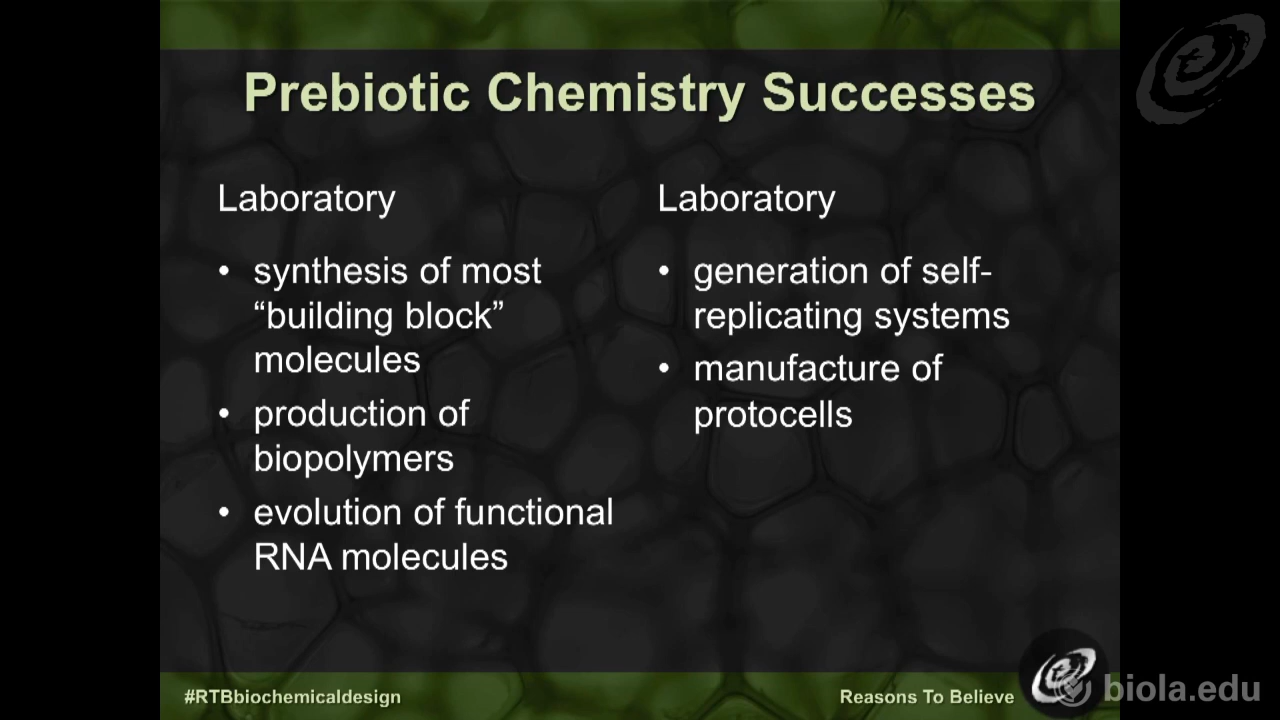 Prebiotic Chemistry Successes
Laboratory
• synthesis of most
“building block”
molecules
• production of
biopolymers
• evolution of functional
RNA molecules
Laboratory
• generation of self-
replicating systems
• manufacture of
protocells
#RTBbiochemicaldesign
Reasons To Believe
biola.edu